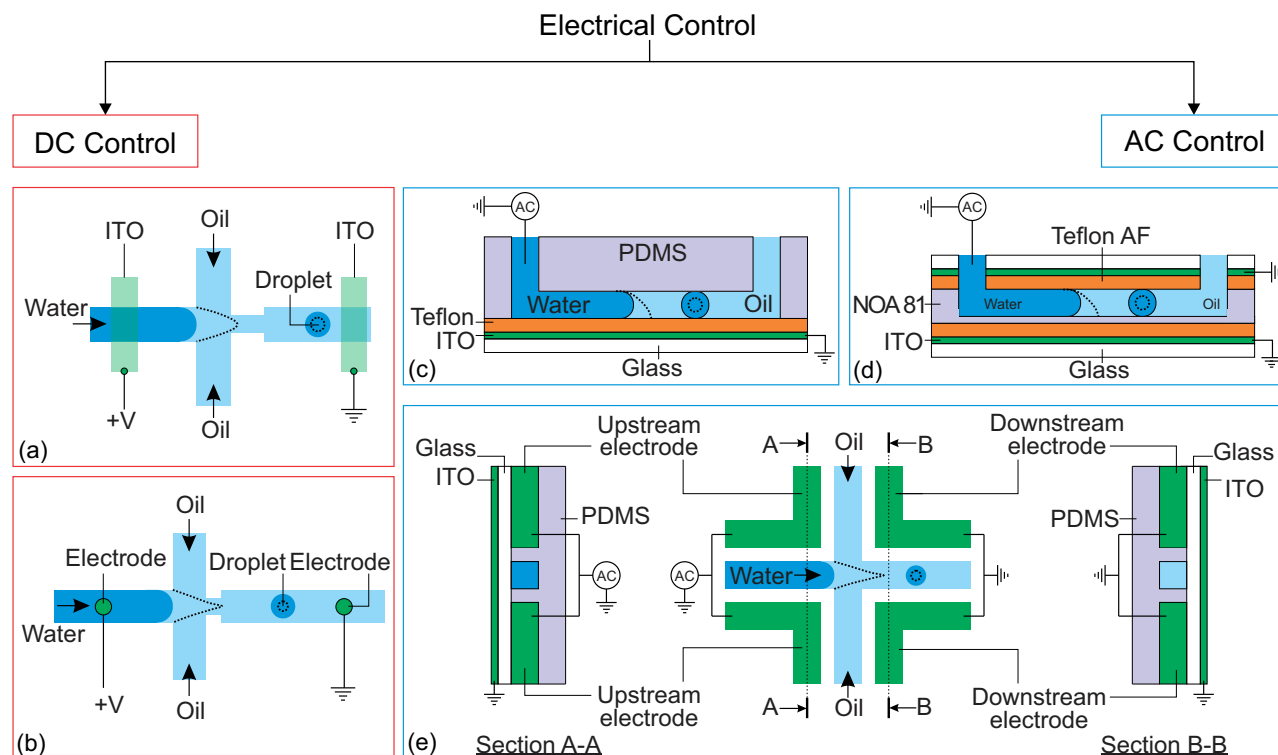 Electrical Control
DC Control
AC Control
ITO
Oil
ITO
Droplet
Water
+V
Oil
(a)
Oil
Electrode
Droplet
Electrode
Water
+V
Oil
(b)
AC
PDMS
Water
Oil
Teflon
ITO
Glass
(c)
AC
Teflon AF
NOA 81
Water
Oil
ITO
Glass
(d)
Glass
ITO
Upstream
electrode
PDMS
AC
Upstream
electrode
Section A-A
A
Oil
B
AC
Water
A
Oil
B
Downstream
electrode
Glass
ITO
PDMS
Downstream
electrode
Section B-B
(e)